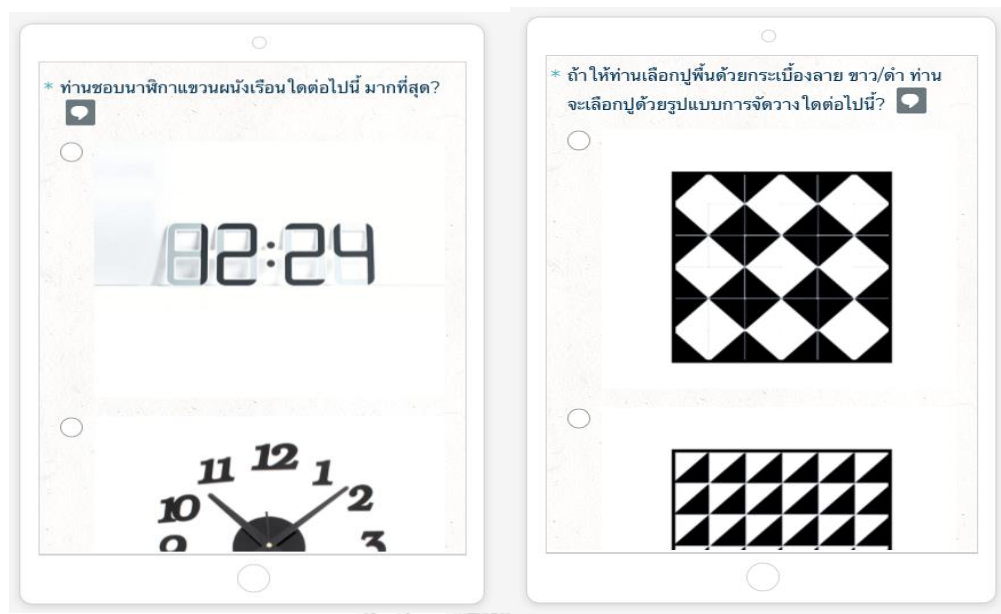 * ท่านชอบนาฬิกาแขวนผนังเรือนใดต่อไปนี้ มากที่สุด?
12:24
11 12 1
10 2
9 3
* ถ้าให้ท่านเลือกปูพื้นด้วยกระเบื้องลาย ขาว/ดำ ท่าน
จะเลือกปูด้วยรูปแบบการจัดวางใดต่อไปนี้?